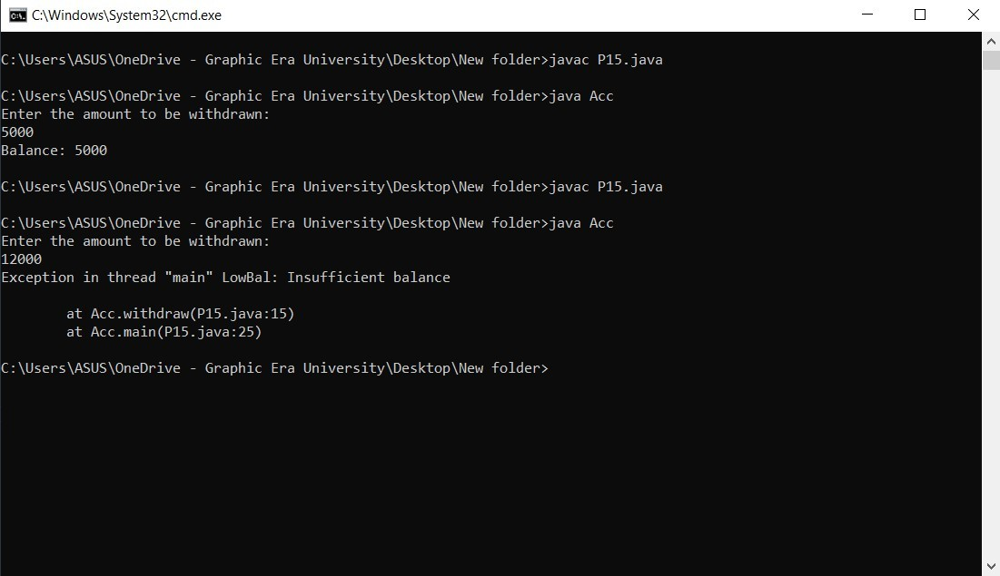 C:\Windows\System32\cmd.exe
C:\Users\ASUS\OneDrive - Graphic Era University\Desktop\New folder>javac P15.java
C:\Users\ASUS\OneDrive - Graphic Era University\Desktop\New folder>java Acc
Enter the amount to be withdrawn:
5000
Balance: 5000
C:\Users\ASUS\OneDrive - Graphic Era University\Desktop\New folder>javac P15.java
C:\Users\ASUS\OneDrive - Graphic Era University\Desktop\New folder>java Acc
Enter the amount to be withdrawn:
12000
Exception in thread "main" LowBal: Insufficient balance
at Acc.withdraw(P15.java:15)
at Acc.main(P15.java:25)
C:\Users\ASUS\OneDrive - Graphic Era University\Desktop\New folder>